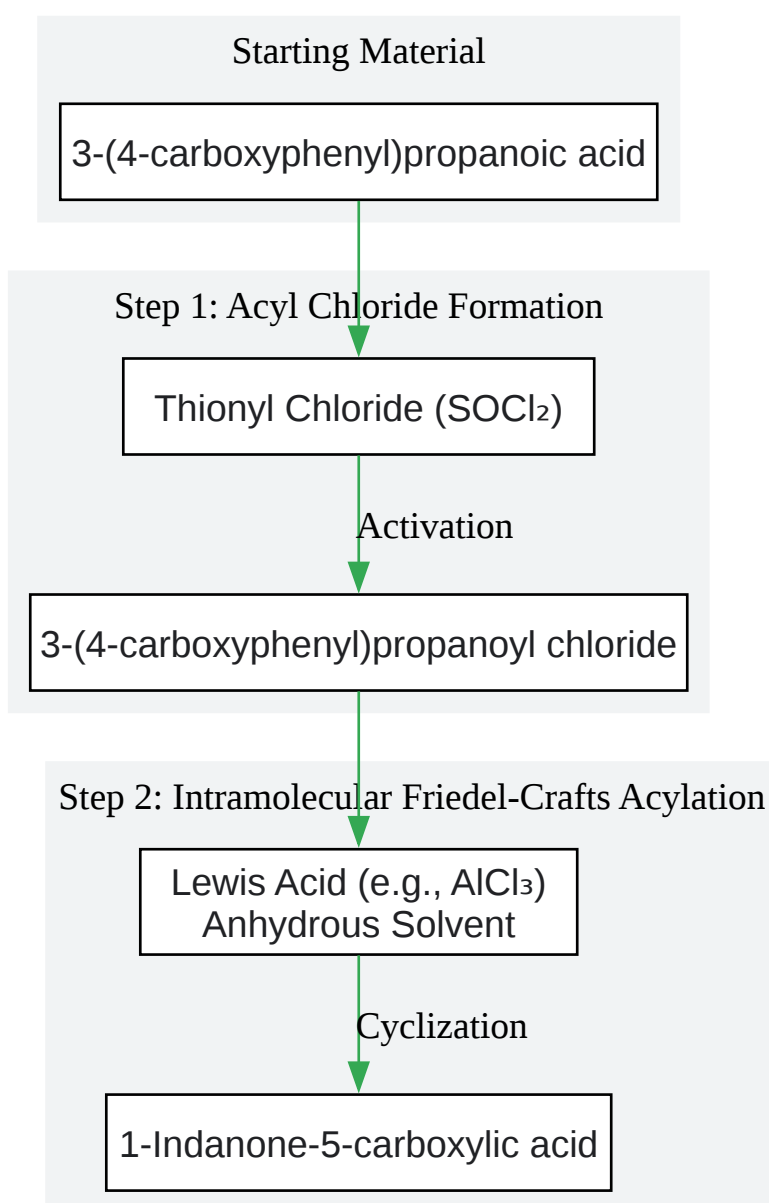 Starting Material
3-(4-carboxyphenyl)propanoic acid
Step 1: Acyl Chloride Formation
Thionyl Chloride (SOCl₂)
Activation
3-(4-carboxyphenyl)propanoyl chloride
Step 2: Intramolecular Friedel-Crafts Acylation
Lewis Acid (e.g., AlCl₃)
Anhydrous Solvent
Cyclization
1-Indanone-5-carboxylic acid